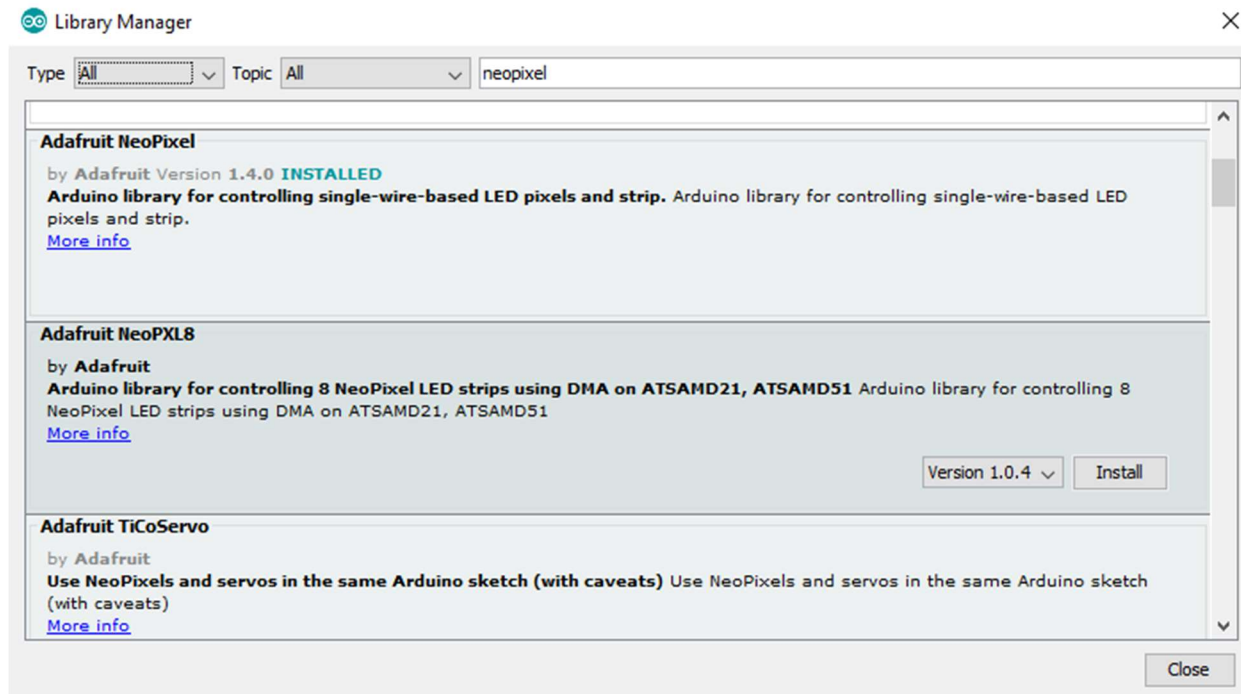 Library Manager
Type All Topic All neopixel
Adafruit NeoPixel
by Adafruit Version 1.4.0 INSTALLED
Arduino library for controlling single-wire-based LED pixels and strip. Arduino library for controlling single-wire-based LED
pixels and strip.
More info
Adafruit NeoPXL8
by Adafruit
Arduino library for controlling 8 NeoPixel LED strips using DMA on ATSAMD21, ATSAMD51 Arduino library for controlling 8
NeoPixel LED strips using DMA on ATSAMD21, ATSAMD51
More info
Version 1.0.4 Install
Adafruit TiCoServo
by Adafruit
Use NeoPixels and servos in the same Arduino sketch (with caveats) Use NeoPixels and servos in the same Arduino sketch
(with caveats)
More info
Close